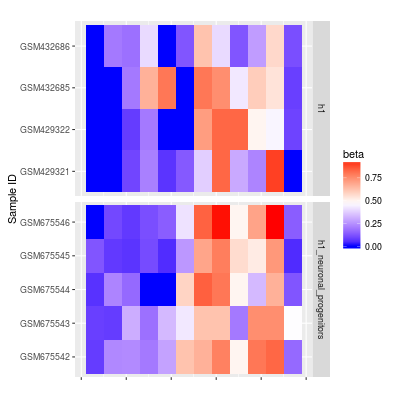 Sample ID
GSM432686
GSM432685
GSM429322
GSM429321
h1
GSM675546
GSM675545
GSM675544
GSM675543
GSM675542
h1_neuronal_progenitors
beta
0.75
0.50
0.25
0.00